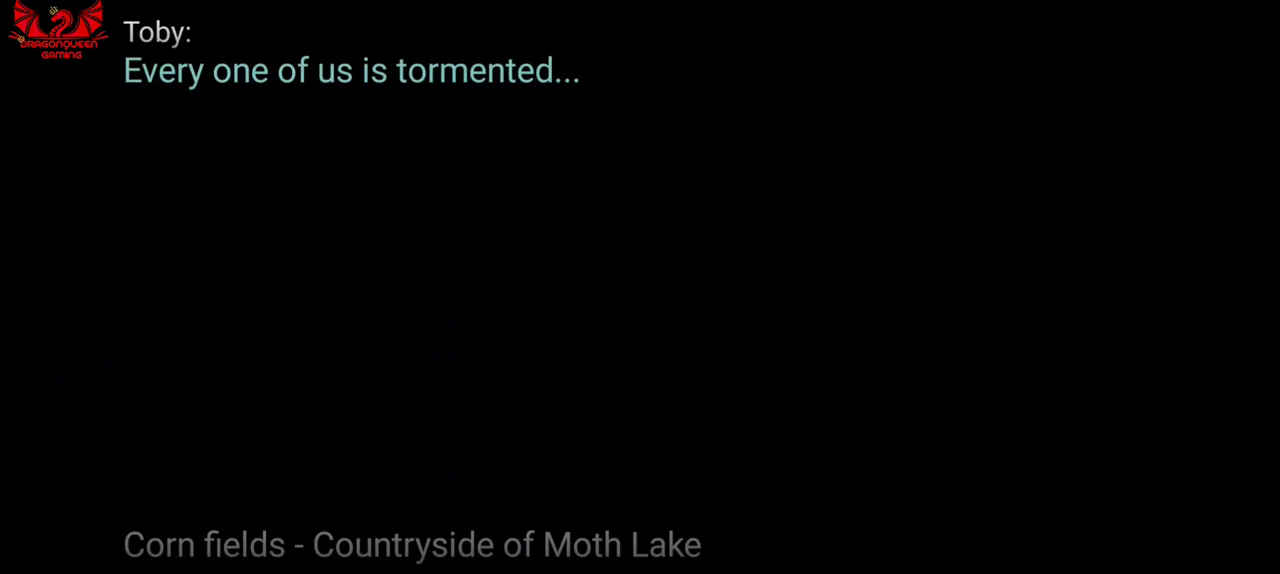 DRAGONQUEEN
GAMING
Toby:
Every one of us is tormented...
Corn fields - Countryside of Moth Lake